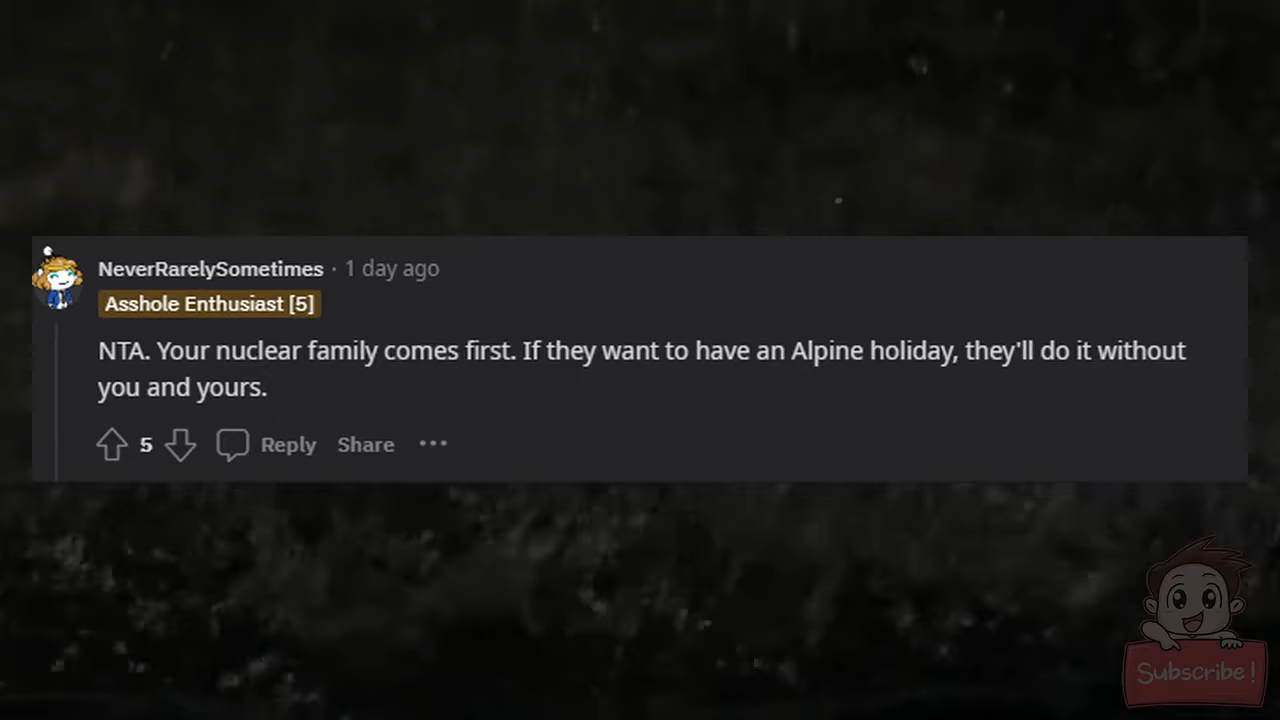 NeverRarelySometimes · 1 day ago
Asshole Enthusiast [5]
NTA. Your nuclear family comes first. If they want to have an Alpine holiday, they'll do it without
you and yours.
5 Reply Share ···
Subscribe!